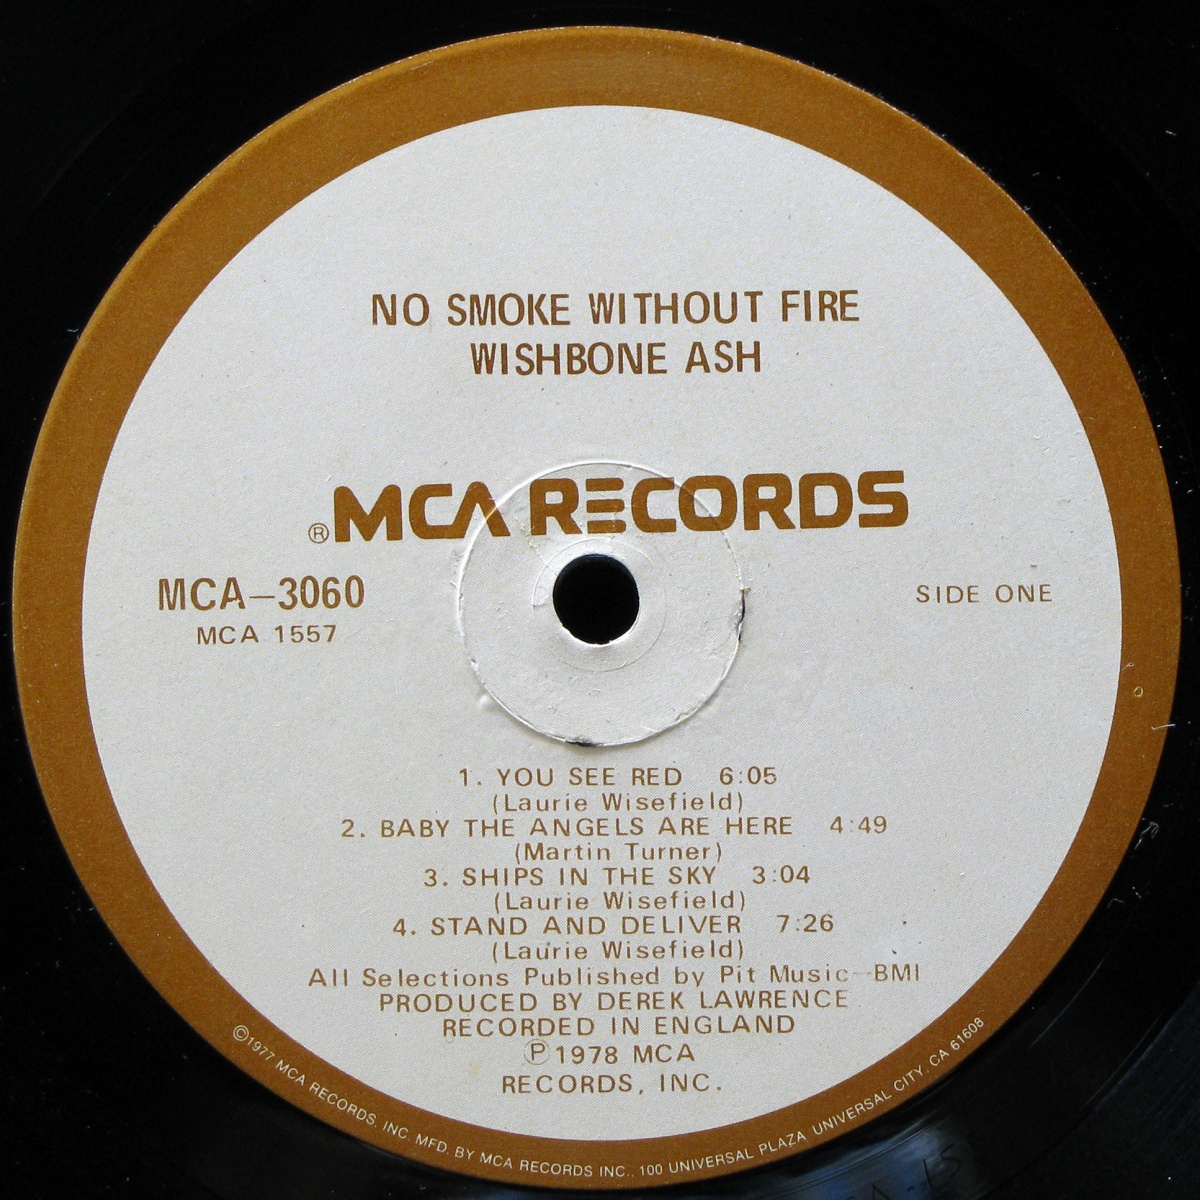 NO SMOKE WITHOUT FIRE
WISHBONE ASH
®MCA RECORDS
MCA—3060
MCA 1557
SIDE ONE
1. YOU SEE RED 6:05
(Laurie Wisefield)
2. BABY THE ANGELS ARE HERE 4:49
(Martin Turner)
3. SHIPS IN THE SKY 3:04
(Laurie Wisefield)
4. STAND AND DELIVER 7:26
(Laurie Wisefield)
All Selections Published by Pit Music—BMI
PRODUCED BY DEREK LAWRENCE
RECORDED IN ENGLAND
℗1978 MCA
RECORDS, INC.
©1977 MCA RECORDS, INC. MFD. BY MCA RECORDS INC., 100 UNIVERSAL PLAZA UNIVERSAL CITY, CA 61608